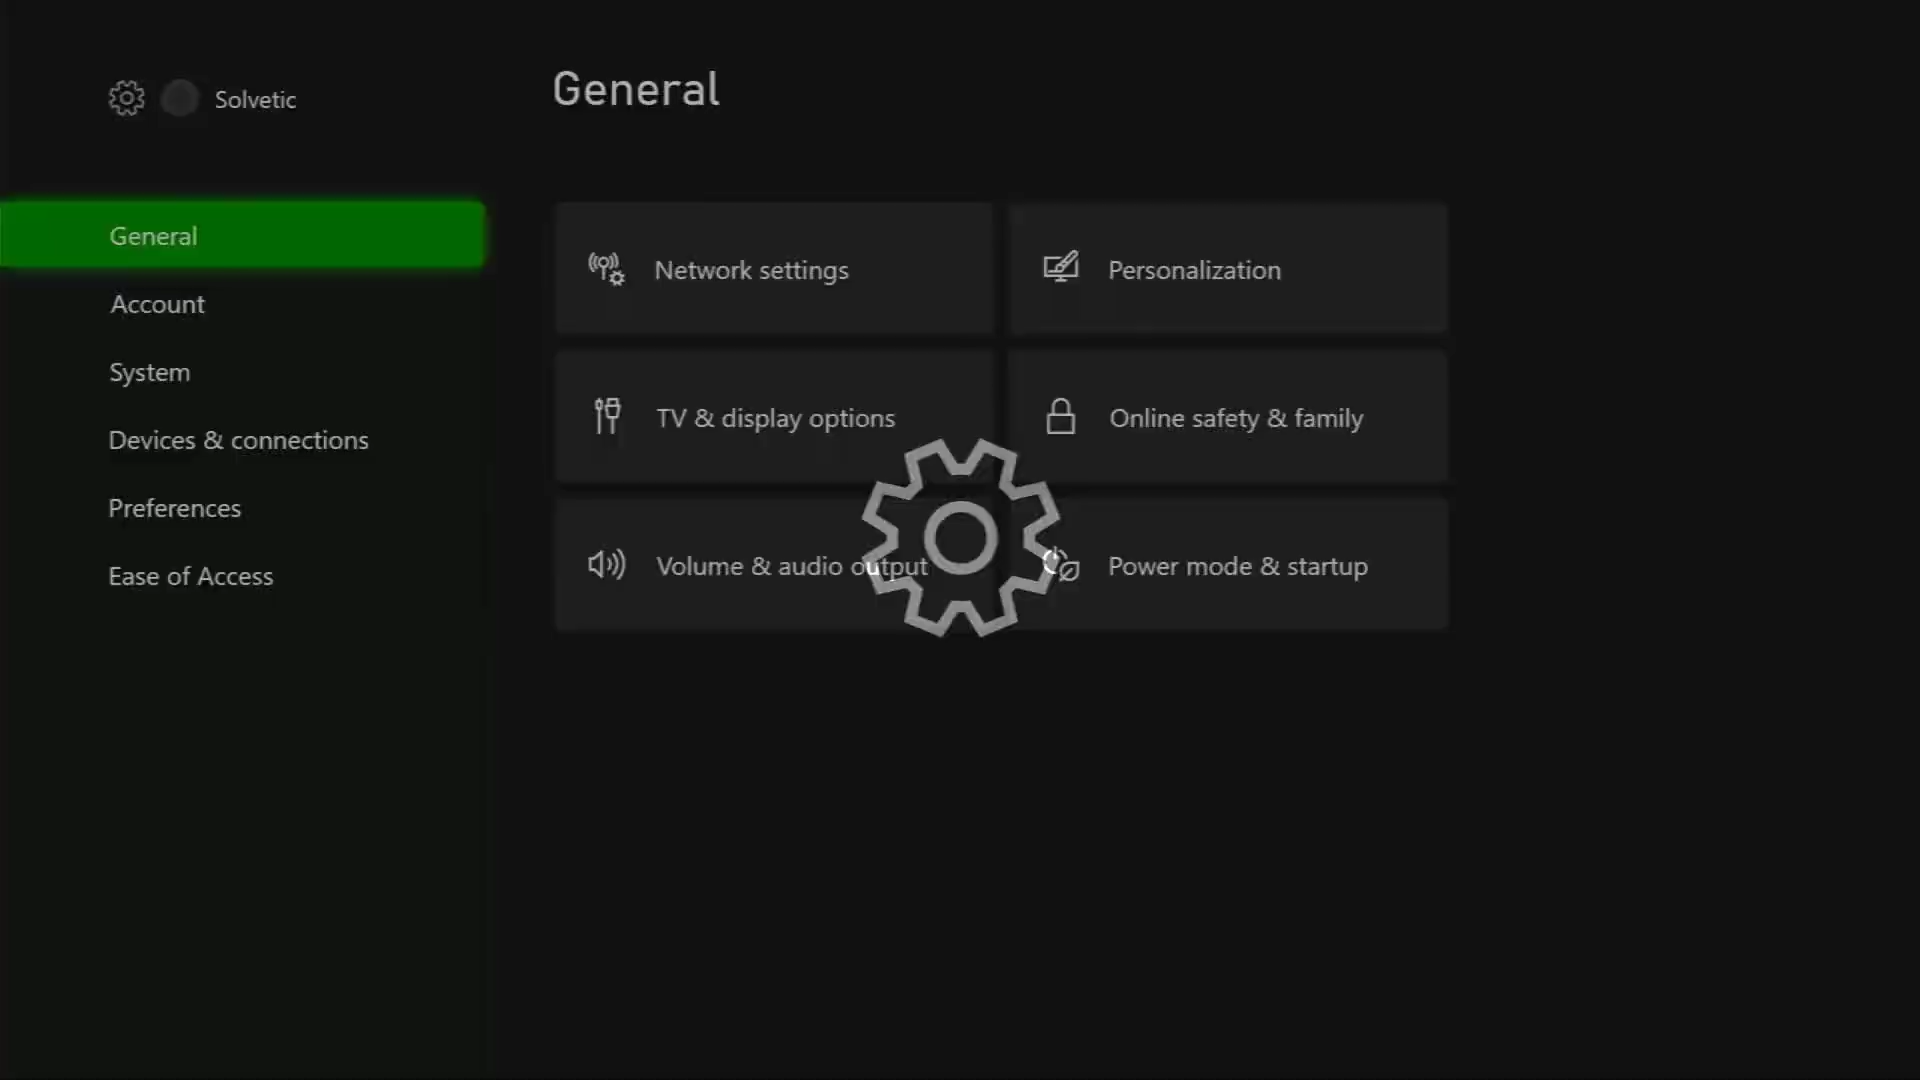 Solvetic
General
General
Account
System
Devices & connections
Preferences
Ease of Access
Network settings
Personalization
TV & display options
Online safety & family
Volume & audio output
Power mode & startup